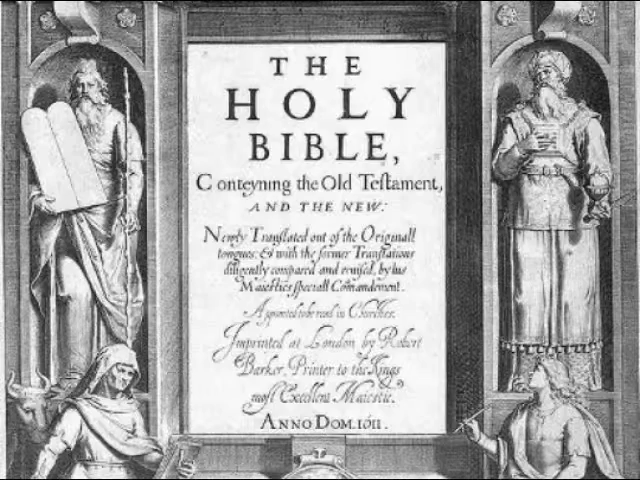 THE
HOLY
BIBLE,
Conteyning the Old Testament,
AND THE NEW:
Newly Translated out of the Originall
tongues: & with the former Translations
diligently compared and reuised, by his
Maiesties speciall Comandement.
Appointed to be read in Churches.
Imprinted at London by Robert
Barker, Printer to the Kings
most Excellent Maiestie.
ANNO DOM. 1611.